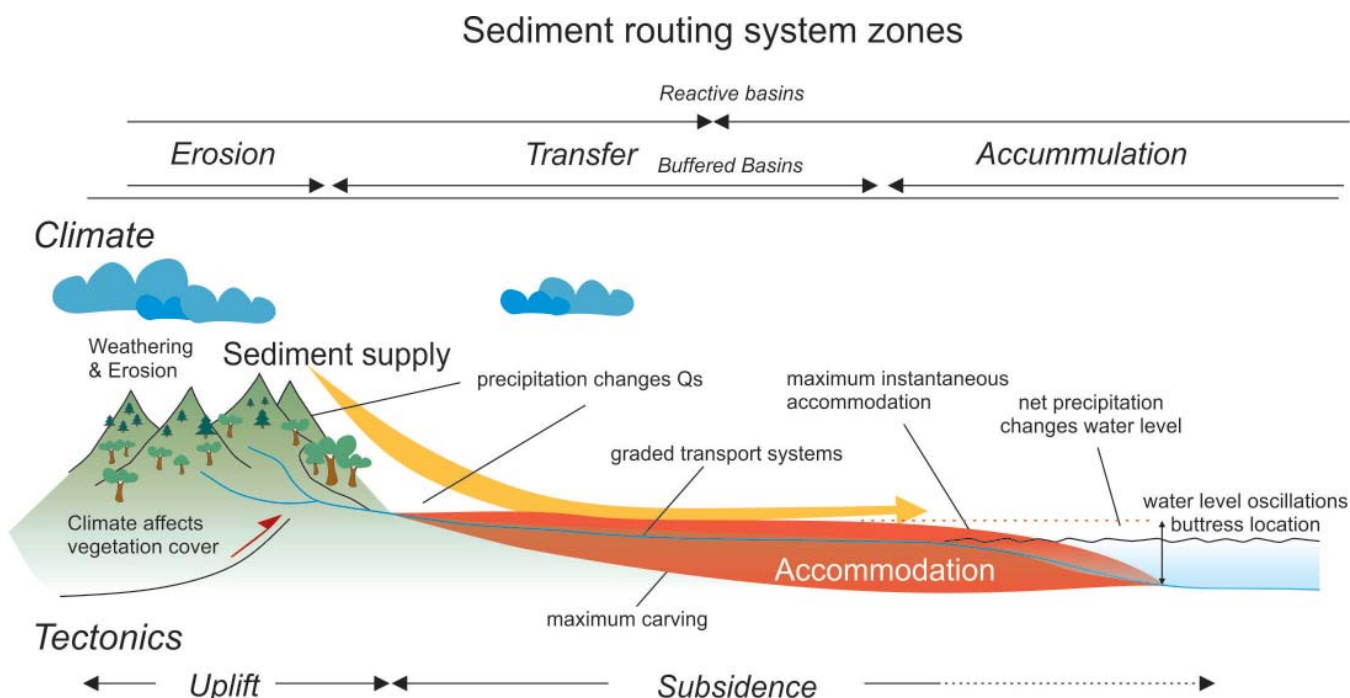 Sediment routing system zones
Reactive basins
Erosion
Transfer
Accummulation
Buffered Basins
Climate
Weathering
& Erosion
Sediment supply
precipitation changes Qs
maximum instantaneous
accommodation
net precipitation
changes water level
graded transport systems
water level oscillations
buttress location
Climate affects
vegetation cover
Accommodation
maximum carving
Tectonics
Uplift
Subsidence